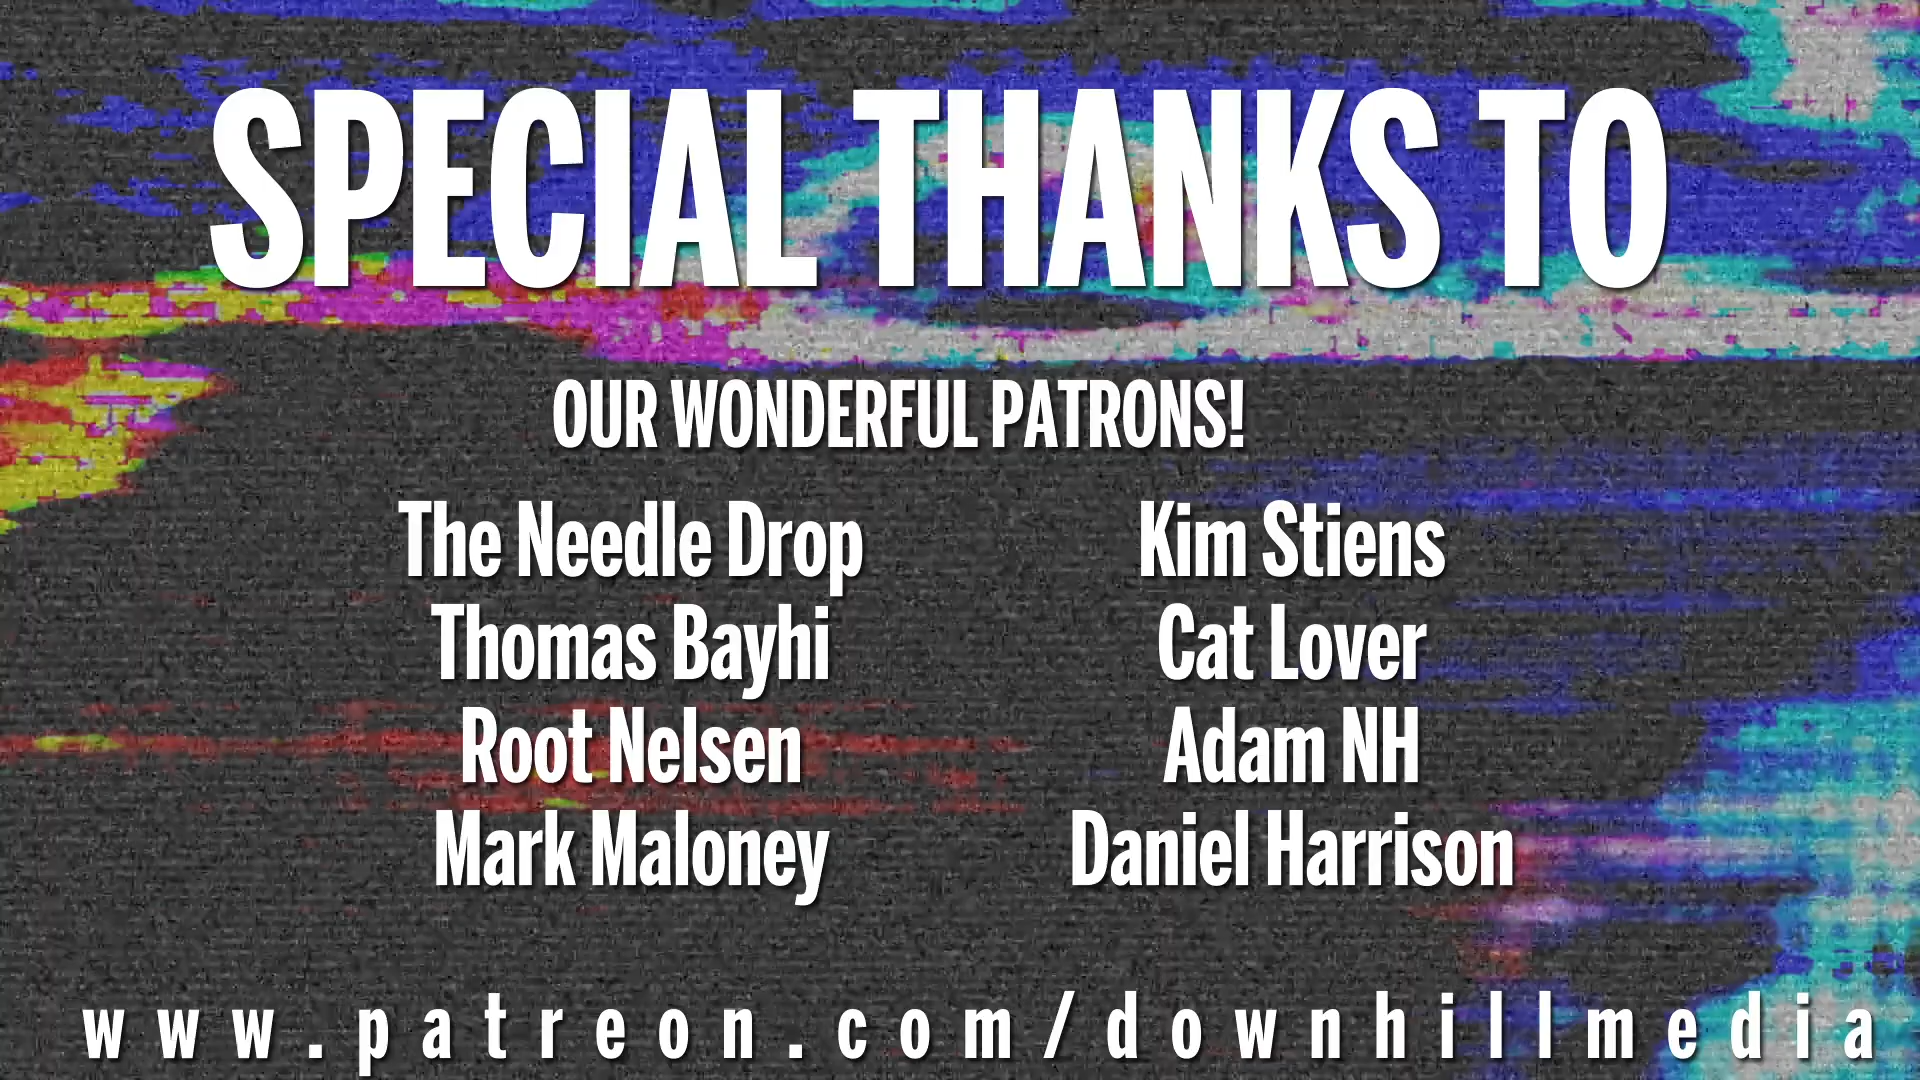 SPECIAL THANKS TO
OUR WONDERFUL PATRONS!
The Needle Drop
Thomas Bayhi
Root Nelsen
Mark Maloney
Kim Stiens
Cat Lover
Adam NH
Daniel Harrison
www.patreon.com/downhillmedia